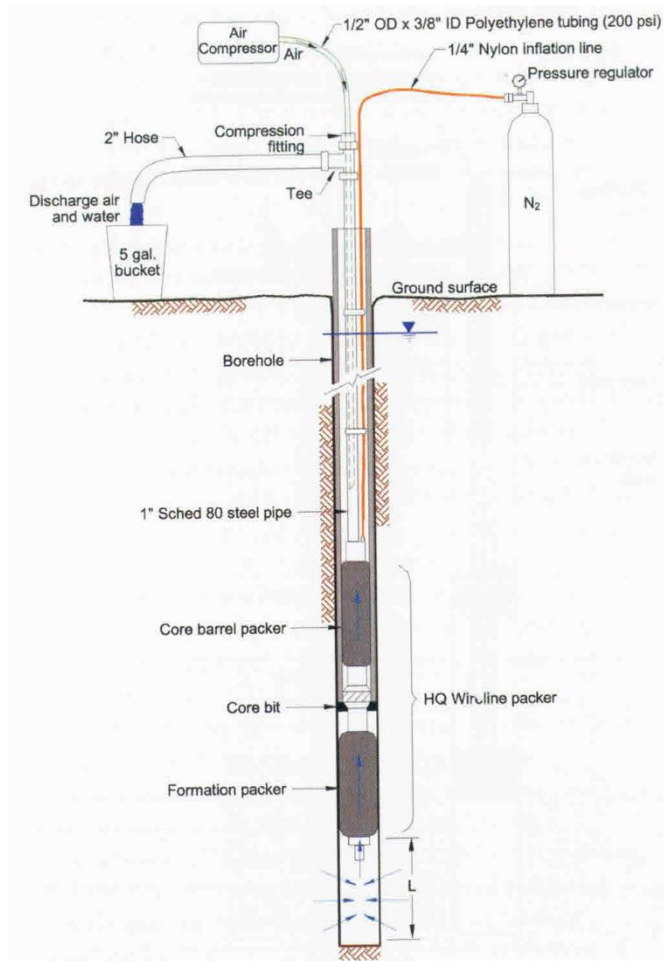 1/2" OD x 3/8" ID Polyethylene tubing (200 psi)
Air
Compressor
Air
1/4" Nylon inflation line
Pressure regulator
Compression
fitting
2" Hose
Tee
Discharge air
and water
5 gal.
bucket
N2
Ground surface
Borehole
1" Sched 80 steel pipe
Core barrel packer
HQ Wireline packer
Core bit
Formation packer
L